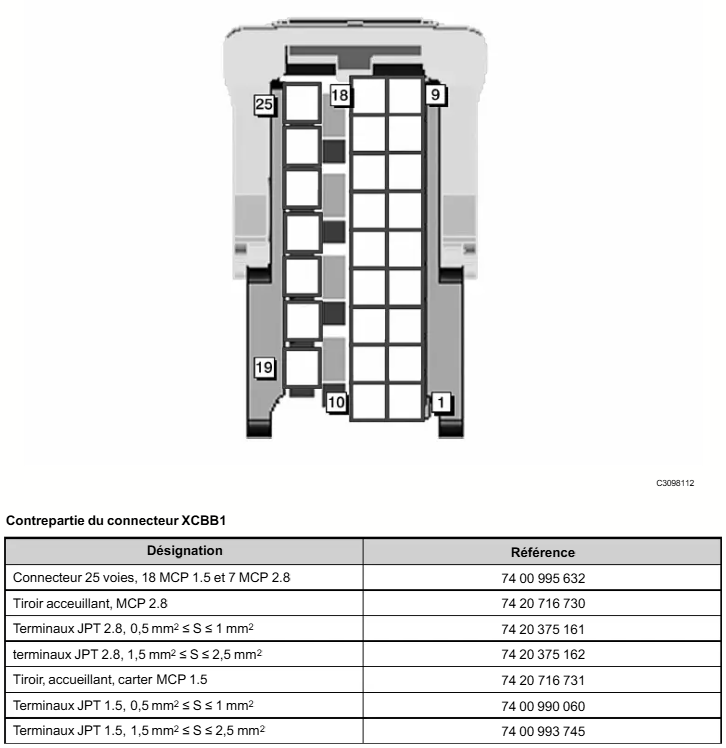 25
18
9
19
10
1
C3098112
Contrepartie du connecteur XCBB1
Désignation Référence
Connecteur 25 voies, 18 MCP 1.5 et 7 MCP 2.8 74 00 995 632
Tiroir acceuillant, MCP 2.8 74 20 716 730
Terminaux JPT 2.8, 0,5 mm² ≤ S ≤ 1 mm² 74 20 375 161
terminaux JPT 2.8, 1,5 mm² ≤ S ≤ 2,5 mm² 74 20 375 162
Tiroir, accueillant, carter MCP 1.5 74 20 716 731
Terminaux JPT 1.5, 0,5 mm² ≤ S ≤ 1 mm² 74 00 990 060
Terminaux JPT 1.5, 1,5 mm² ≤ S ≤ 2,5 mm² 74 00 993 745